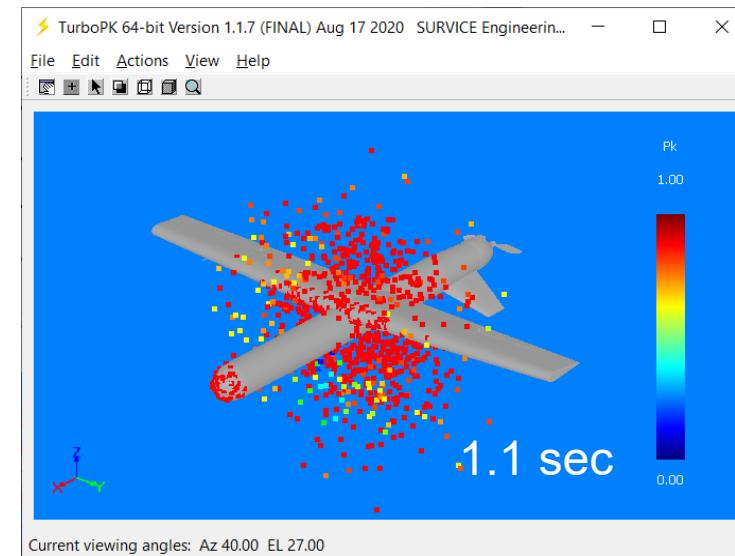 TurboPK 64-bit Version 1.1.7 (FINAL) Aug 17 2020 SURVICE Engineerin...
File Edit Actions View Help
Pk
1.00
1.1 sec
0.00
Z
X
Y
Current viewing angles: Az 40.00 EL 27.00